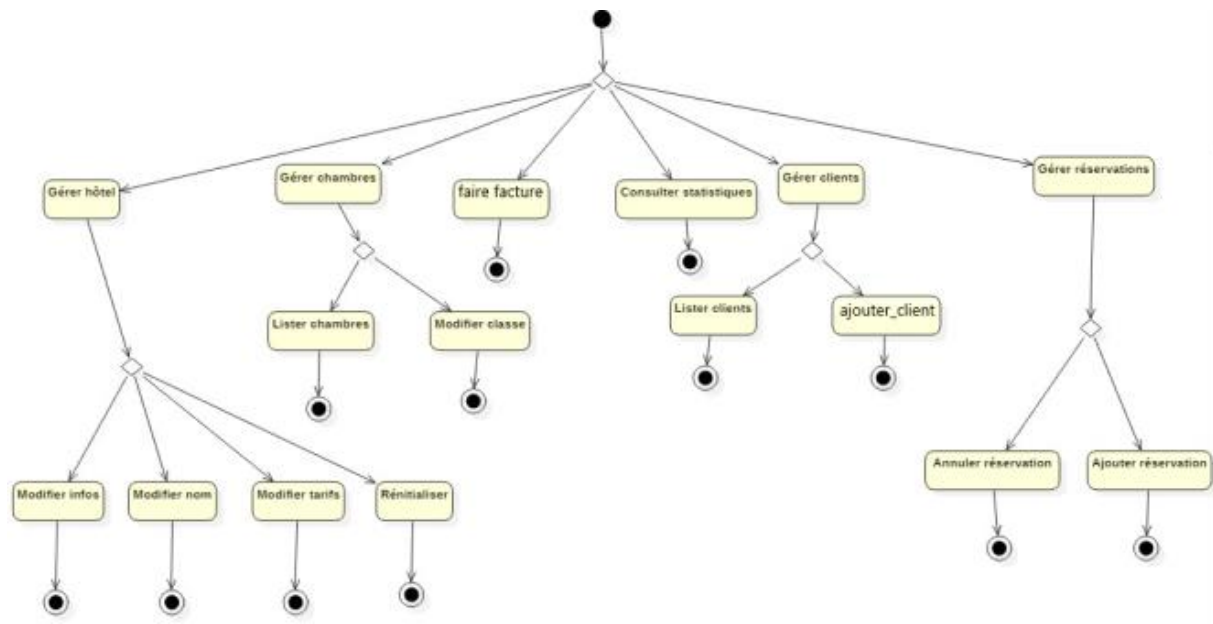 Gérer hôtel
Gérer chambres
faire facture
Consulter statistiques
Gérer clients
Gérer réservations
Lister chambres
Modifier classe
Lister clients
ajouter_client
Annuler réservation
Ajouter réservation
Modifier infos
Modifier nom
Modifier tarifs
Rénitialiser